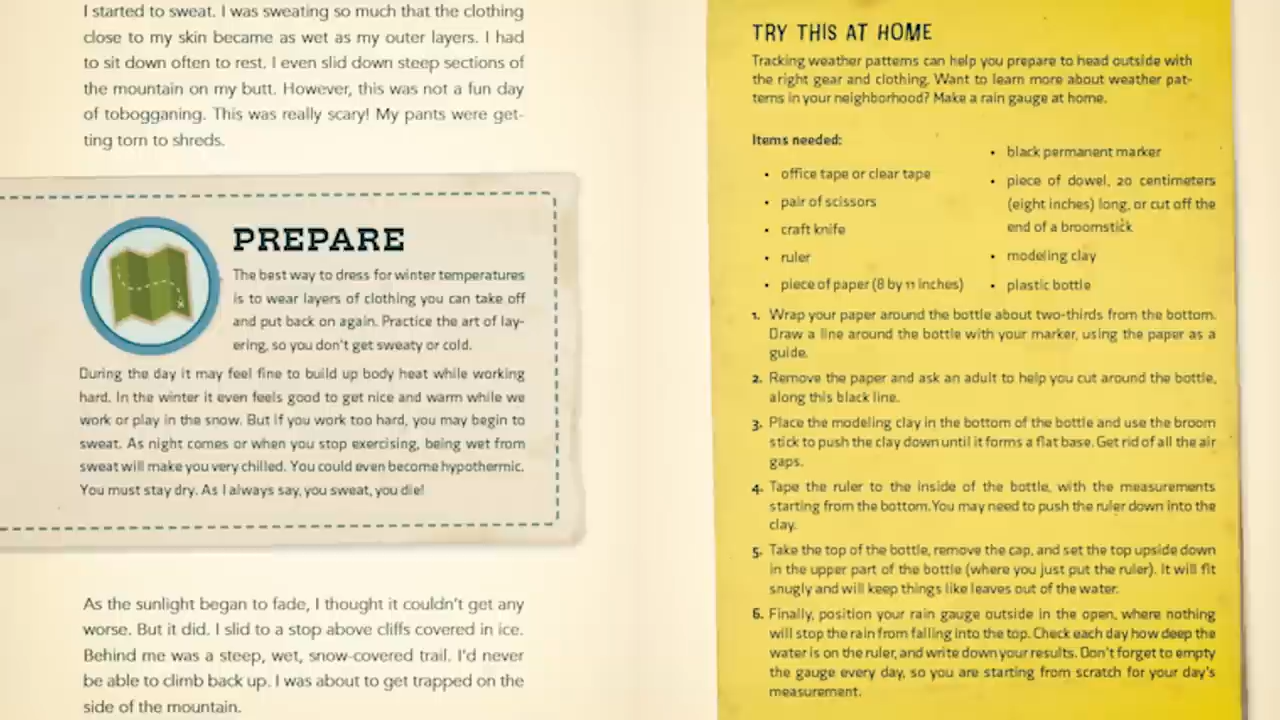 I started to sweat. I was sweating so much that the clothing
close to my skin became as wet as my outer layers. I had
to sit down often to rest. I even slid down steep sections of
the mountain on my butt. However, this was not a fun day
of tobogganing. This was really scary! My pants were get-
ting torn to shreds.
PREPARE
The best way to dress for winter temperatures
is to wear layers of clothing you can take off
and put back on again. Practice the art of lay-
ering, so you don't get sweaty or cold.
During the day it may feel fine to build up body heat while working
hard. In the winter it even feels good to get nice and warm while we
work or play in the snow. But if you work too hard, you may begin to
sweat. As night comes or when you stop exercising, being wet from
sweat will make you very chilled. You could even become hypothermic.
You must stay dry. As I always say, you sweat, you die!
As the sunlight began to fade, I thought it couldn't get any
worse. But it did. I slid to a stop above cliffs covered in ice.
Behind me was a steep, wet, snow-covered trail. I'd never
be able to climb back up. I was about to get trapped on the
side of the mountain.
TRY THIS AT HOME
Tracking weather patterns can help you prepare to head outside with
the right gear and clothing. Want to learn more about weather pat-
terns in your neighborhood? Make a rain gauge at home.
Items needed:
• office tape or clear tape
• pair of scissors
• craft knife
• ruler
• piece of paper (8 by 11 inches)
• black permanent marker
• piece of dowel, 20 centimeters
(eight inches) long, or cut off the
end of a broomstick
• modeling clay
• plastic bottle
1. Wrap your paper around the bottle about two-thirds from the bottom.
Draw a line around the bottle with your marker, using the paper as a
guide.
2. Remove the paper and ask an adult to help you cut around the bottle,
along this black line.
3. Place the modeling clay in the bottom of the bottle and use the broom
stick to push the clay down until it forms a flat base. Get rid of all the air
gaps.
4. Tape the ruler to the inside of the bottle, with the measurements
starting from the bottom.You may need to push the ruler down into the
clay.
5. Take the top of the bottle, remove the cap, and set the top upside down
in the upper part of the bottle (where you just put the ruler). It will fit
snugly and will keep things like leaves out of the water.
6. Finally, position your rain gauge outside in the open, where nothing
will stop the rain from falling into the top. Check each day how deep the
water is on the ruler, and write down your results. Don't forget to empty
the gauge every day, so you are starting from scratch for your day's
measurement.